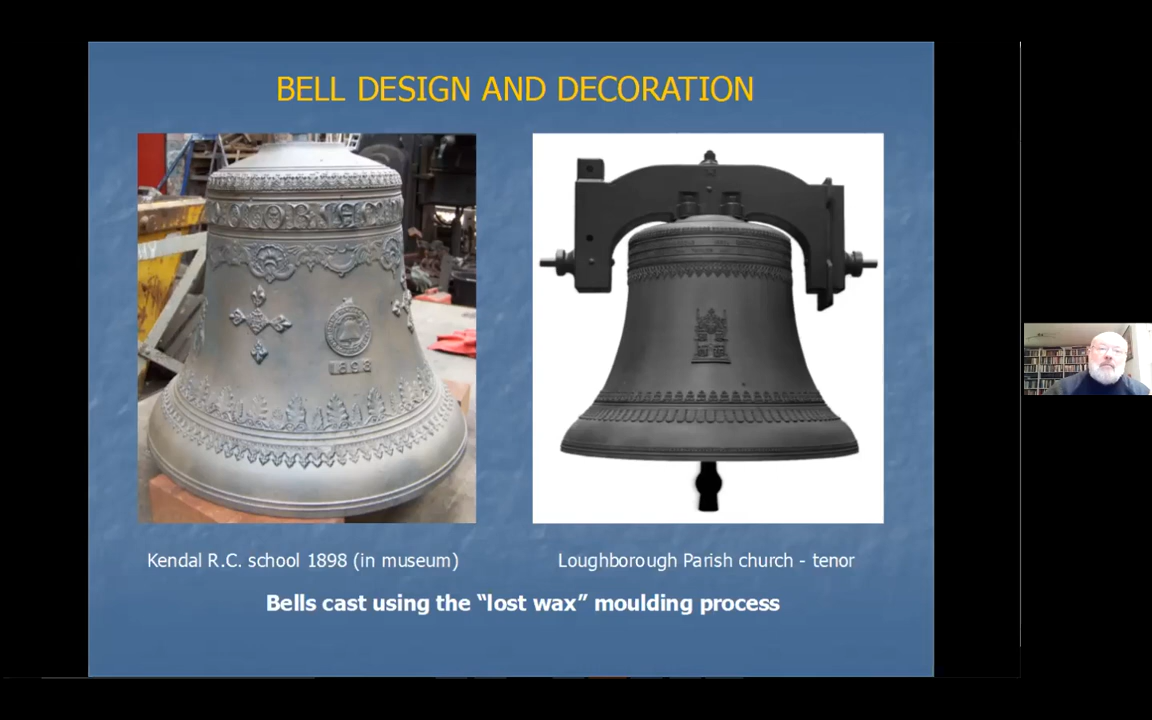 BELL DESIGN AND DECORATION
1898
Kendal R.C. school 1898 (in museum)
Loughborough Parish church - tenor
Bells cast using the “lost wax” moulding process